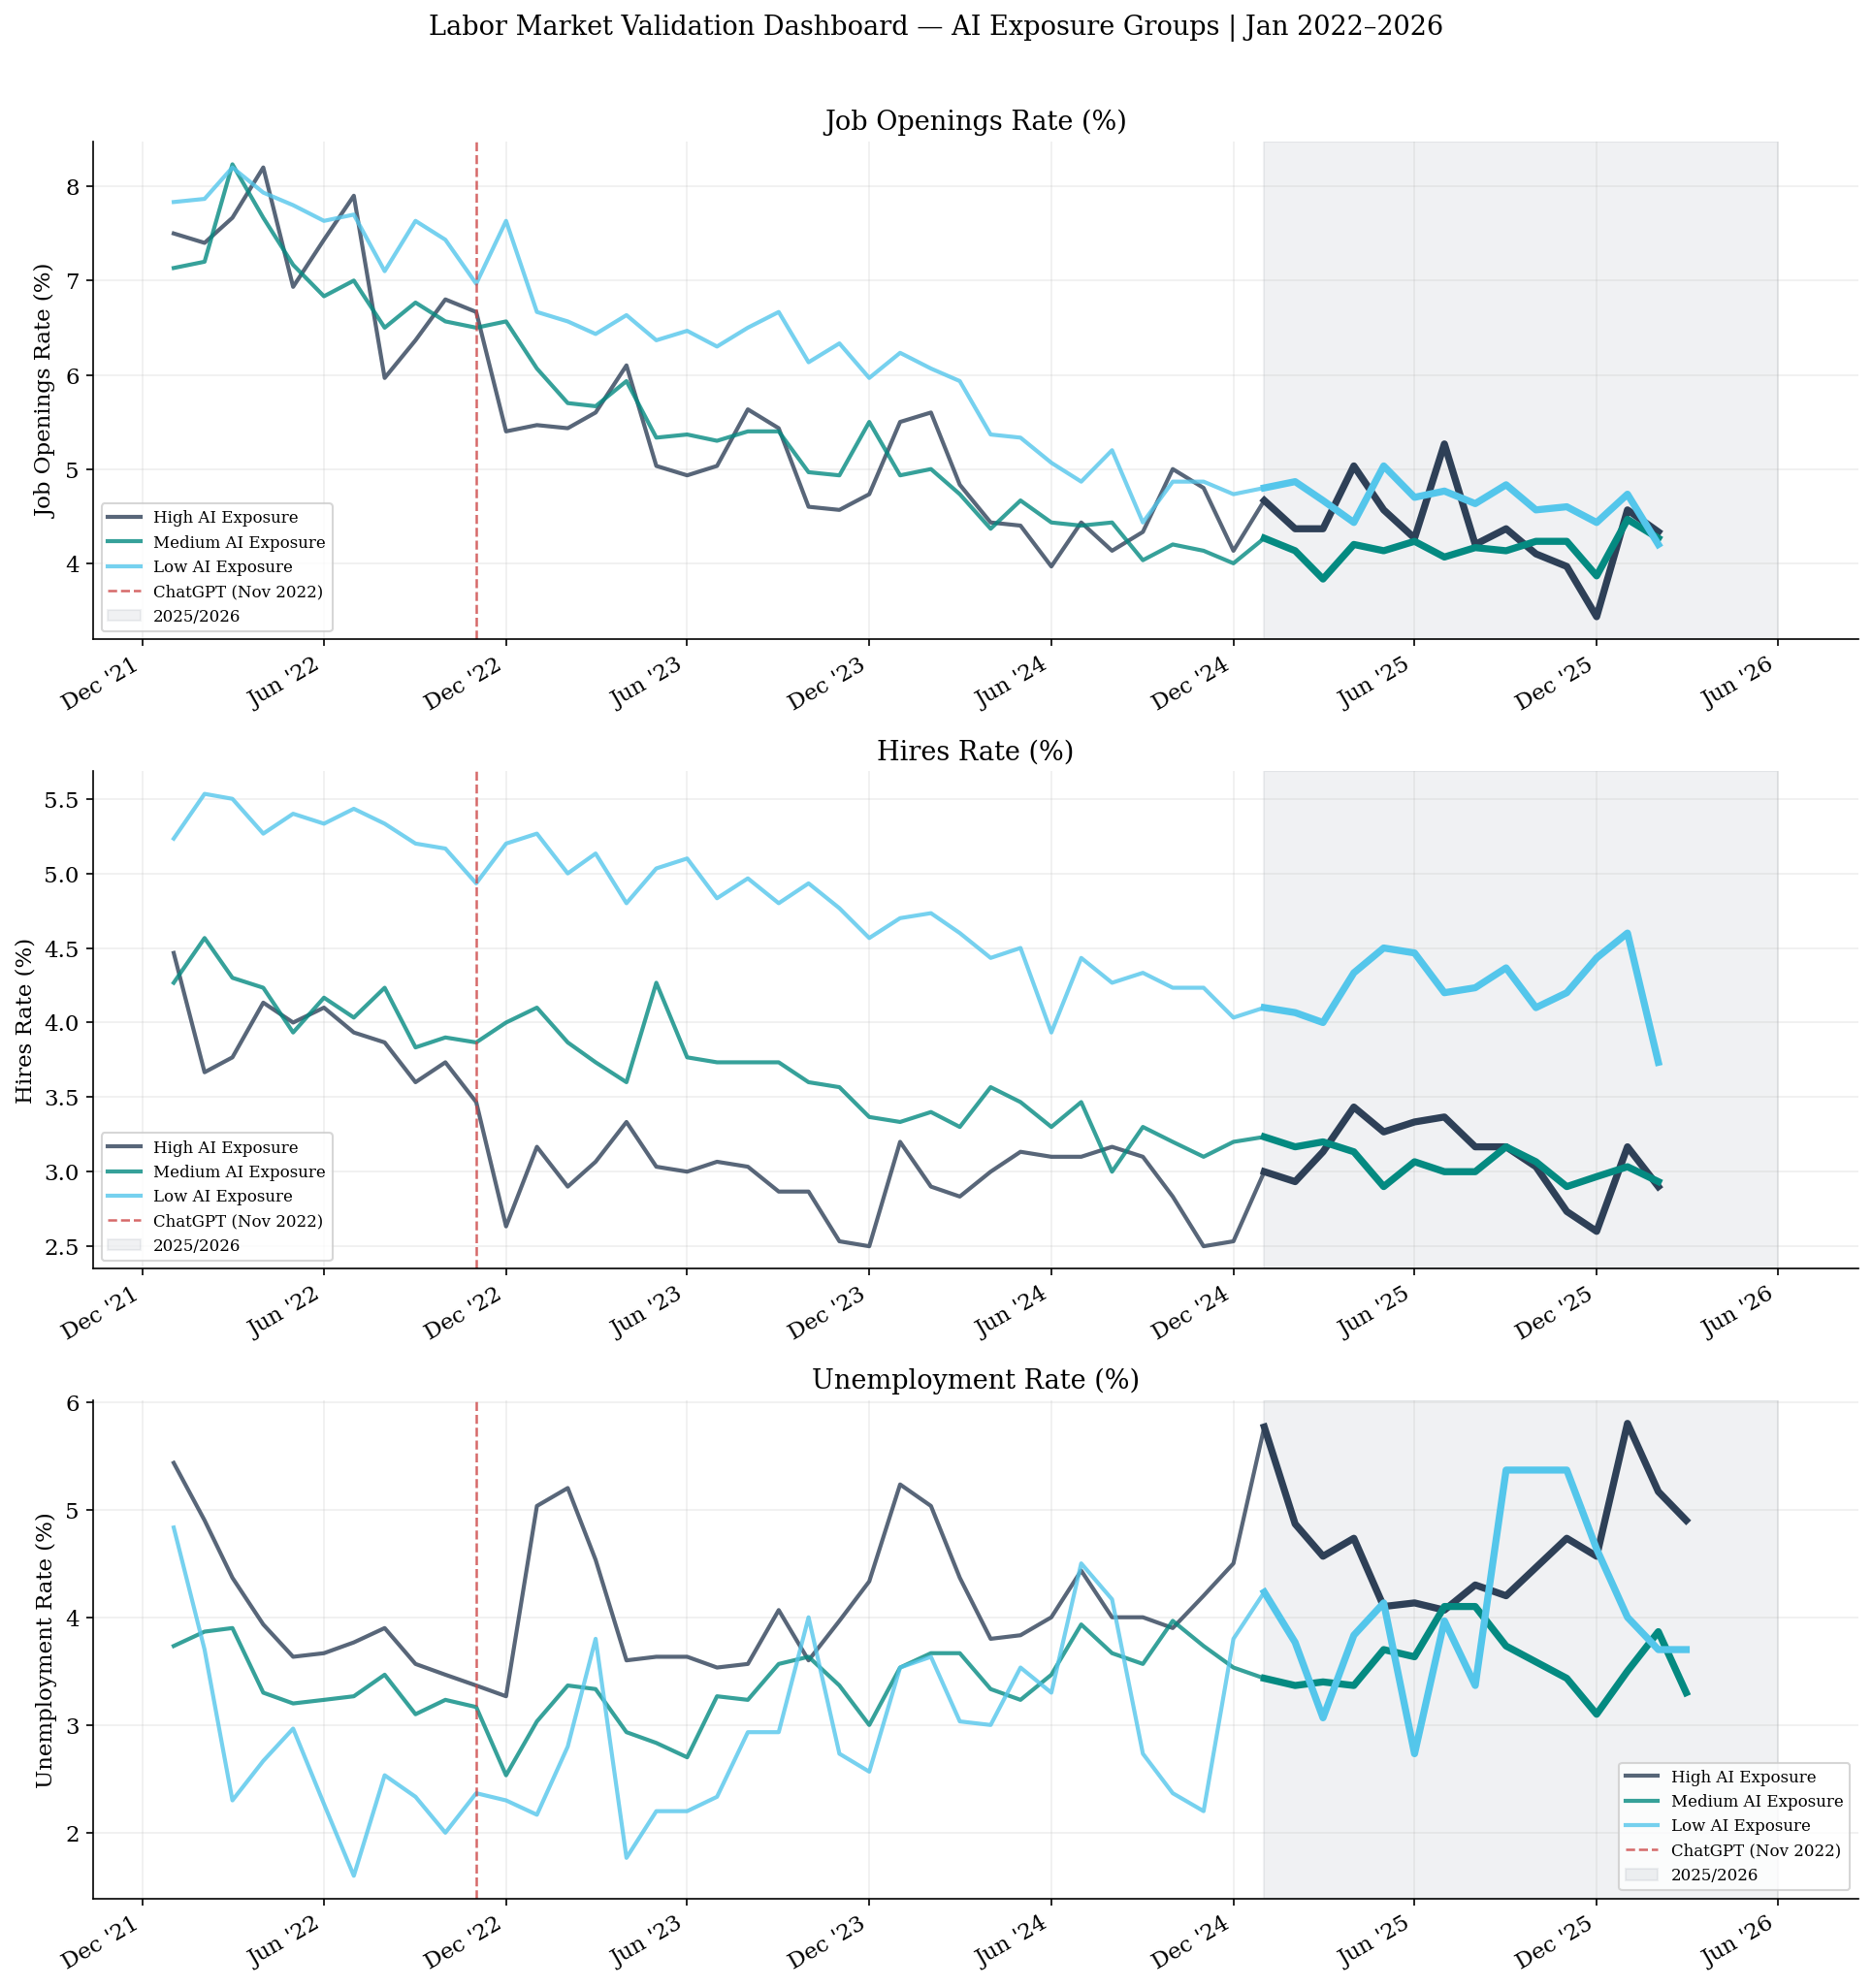 Labor Market Validation Dashboard — AI Exposure Groups | Jan 2022–2026
Job Openings Rate (%)
Job Openings Rate (%)
8
7
6
5
4
High AI Exposure
Medium AI Exposure
Low AI Exposure
ChatGPT (Nov 2022)
2025/2026
Dec '21
Jun '22
Dec '22
Jun '23
Dec '23
Jun '24
Dec '24
Jun '25
Dec '25
Jun '26
Hires Rate (%)
Hires Rate (%)
5.5
5.0
4.5
4.0
3.5
3.0
2.5
High AI Exposure
Medium AI Exposure
Low AI Exposure
ChatGPT (Nov 2022)
2025/2026
Dec '21
Jun '22
Dec '22
Jun '23
Dec '23
Jun '24
Dec '24
Jun '25
Dec '25
Jun '26
Unemployment Rate (%)
Unemployment Rate (%)
6
5
4
3
2
High AI Exposure
Medium AI Exposure
Low AI Exposure
ChatGPT (Nov 2022)
2025/2026
Dec '21
Jun '22
Dec '22
Jun '23
Dec '23
Jun '24
Dec '24
Jun '25
Dec '25
Jun '26